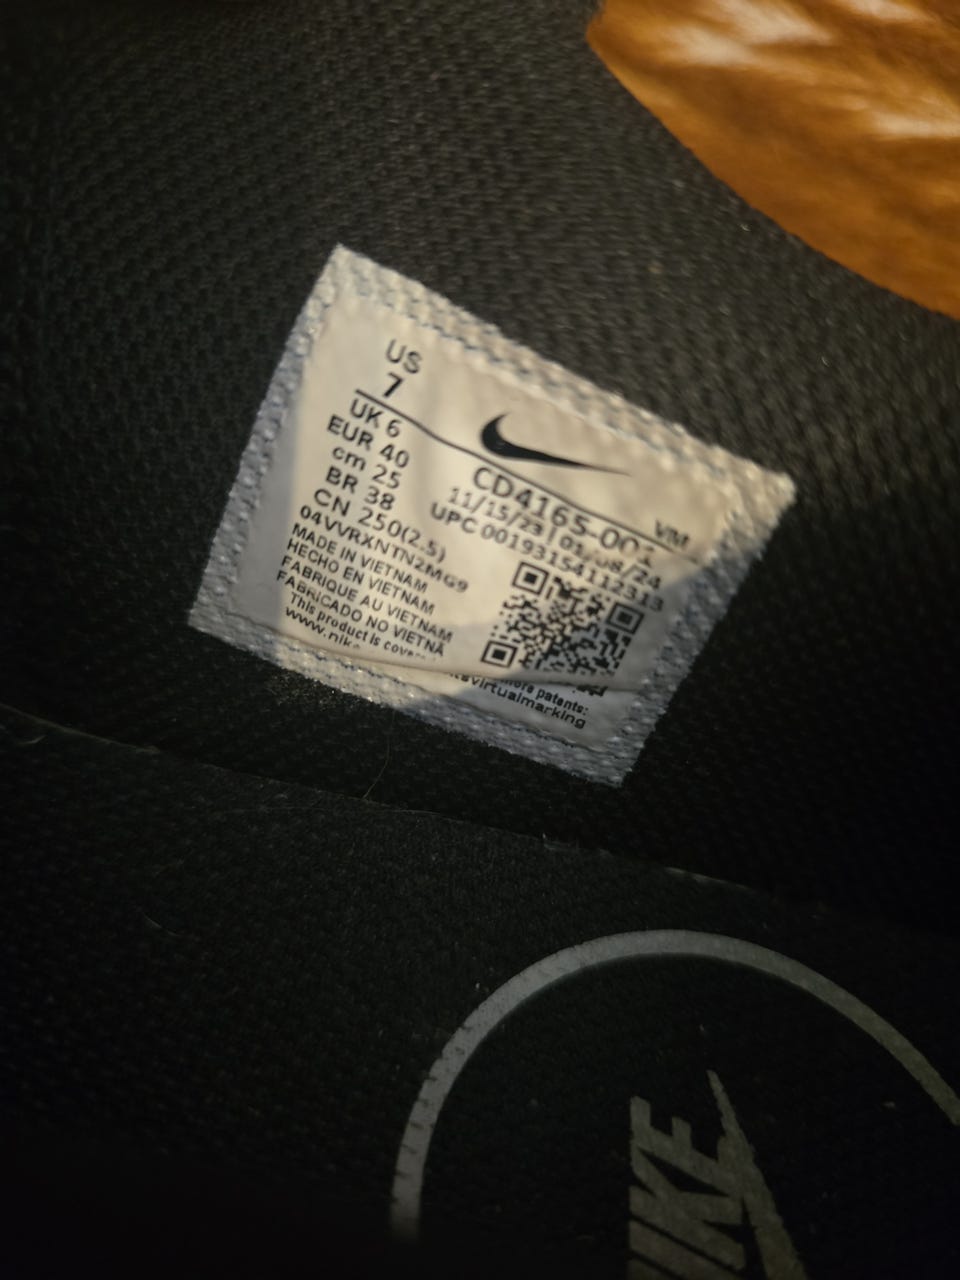 US
7
UK 6
EUR 40
cm 25
BR 38
CN 250(2.5)
04VVRXNTN2MG9
MADE IN VIETNAM
HECHO EN VIETNAM
FABRIQUE AU VIETNAM
FABRICADO NO VIETNÃ
This product is
CD4165-001
VM
11/15/23 | 01/08/24
UPC 00193154112313
more patents:
NIKE